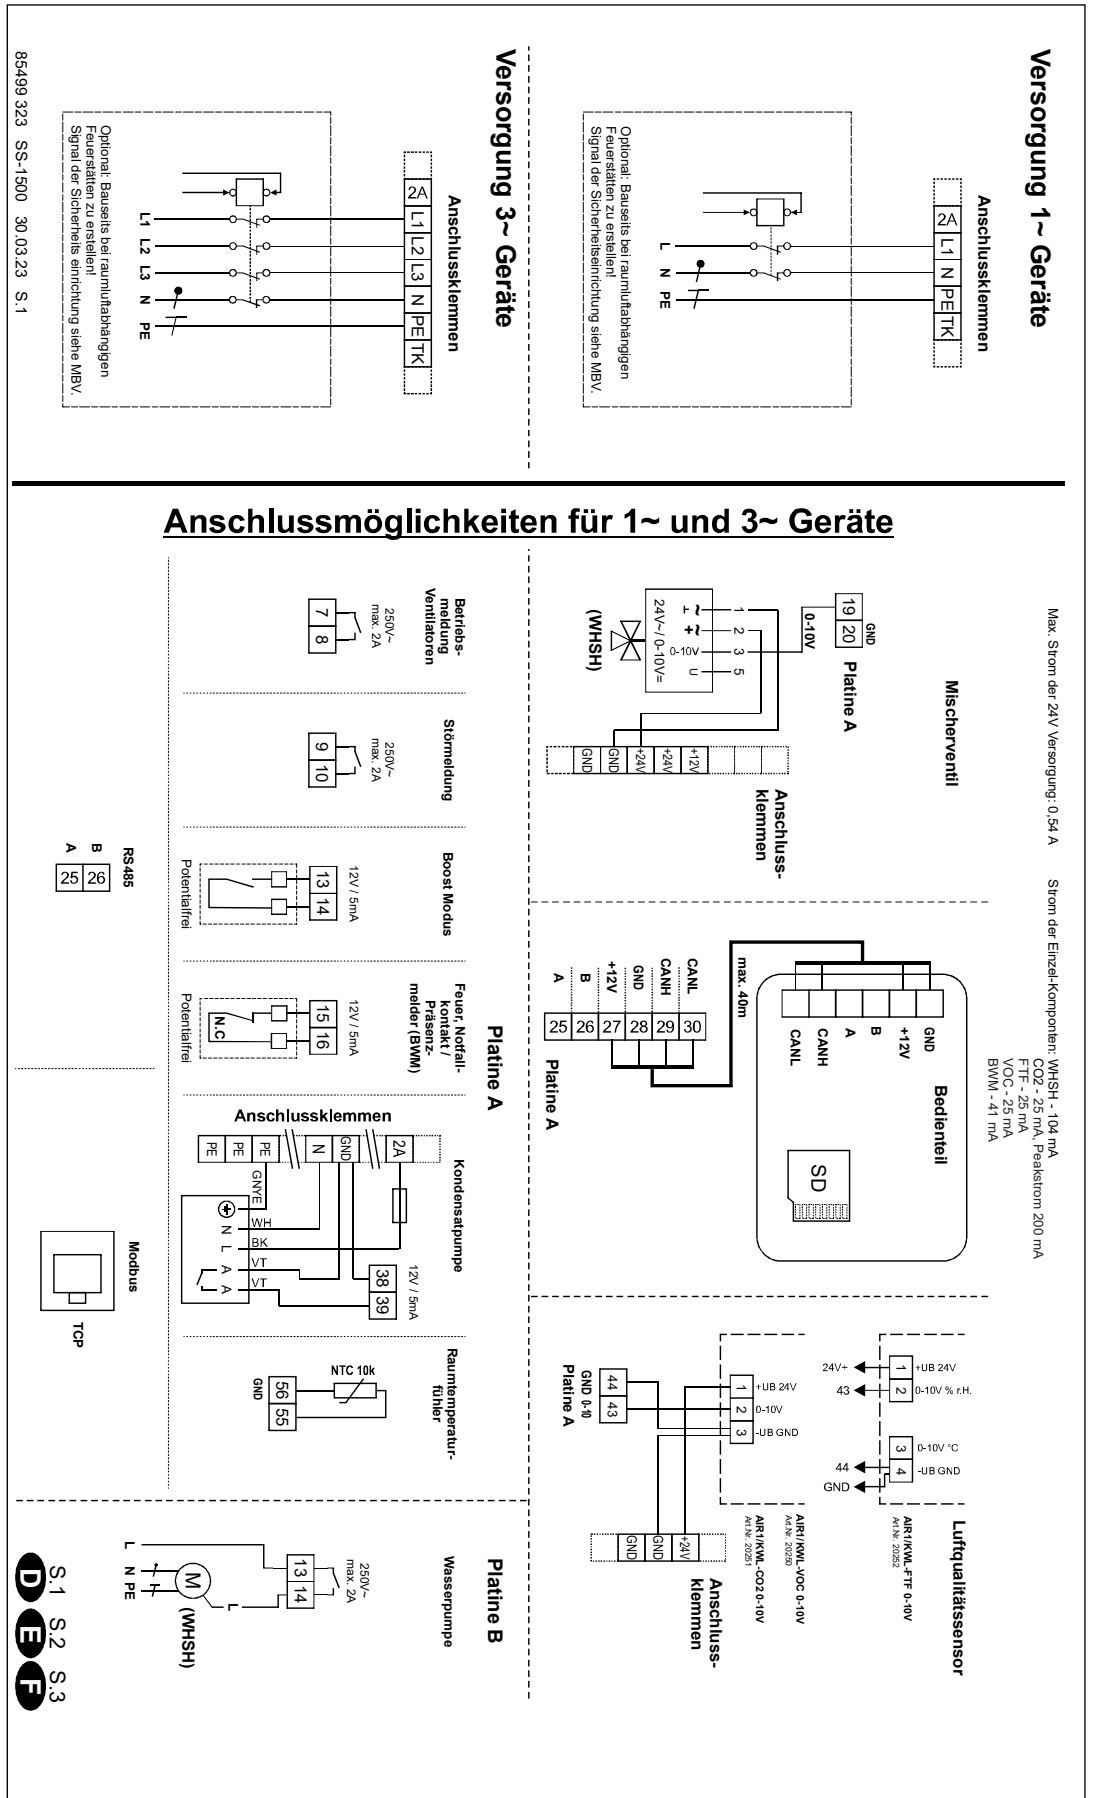 Versorgung 1~ Geräte
Anschlussklemmen
2A
L1
N
PE
TK
L
N
PE
Optional: Bauseits bei raumluftabhängigen
Feuerstätten zu erstellen!
Signal der Sicherheitseinrichtung siehe MBV.
Versorgung 3~ Geräte
Anschlussklemmen
2A
L1
L2
L3
N
PE
TK
L1
L2
L3
N
PE
Optional: Bauseits bei raumluftabhängigen
Feuerstätten zu erstellen!
Signal der Sicherheits einrichtung siehe MBV.
85499 323 SS-1500 30.03.23 S.1
Anschlussmöglichkeiten für 1~ und 3~ Geräte
Max. Strom der 24V Versorgung: 0,54 A
Strom der Einzel-Komponten: WHSH - 104 mA
CO2 - 25 mA, Peakstrom 200 mA
FTF - 25 mA
VOC - 25 mA
BWM - 41 mA
Mischerventil
GND
19 20
Platine A
0-10V
1 2 3 5
⊥ ~
+ ~
0-10V
U
24V~/ 0-10V=
(WHSH)
Anschluss-
klemmen
+12V
+24V
+24V
GND
GND
Bedienteil
SD
GND
+12V
B
A
CANH
CANL
max. 40m
CANL
CANH
GND
+12V
B
A
25 26 27 28 29 30
Platine A
Luftqualitätssensor
AIR1/KWL-FTF 0-10V
Art.Nr. 20252
1 +UB 24V
2 0-10V % r.H.
3 0-10V °C
4 -UB GND
24V+
43
44
GND
AIR1/KWL-VOC 0-10V
Art.Nr. 20250
AIR1/KWL-CO2 0-10V
Art.Nr. 20251
1 +UB 24V
2 0-10V
3 -UB GND
44 43
GND 0-10
Platine A
Anschluss-
klemmen
+24V
GND
GND
Platine A
Betriebs-
meldung
Ventilatoren
250V~
max. 2A
7 8
Störmeldung
250V~
max. 2A
9 10
Boost Modus
12V / 5mA
13 14
Potentialfrei
Feuer, Notfall-
kontakt /
Präsenz-
melder (BWM)
12V / 5mA
15 16
N.C
Potentialfrei
Kondensatpumpe
Anschlussklemmen
PE
PE
PE
N
GND
2A
GNYE
WH
BK
VT
VT
N
L
A
A
12V / 5mA
38 39
Raumtemperatur-
fühler
NTC 10k
56 55
GND
RS485
B
A
25 26
Modbus
TCP
Platine B
Wasserpumpe
250V~
max. 2A
13 14
L
N
PE
M
L
(WHSH)
S.1 S.2 S.3
D E F